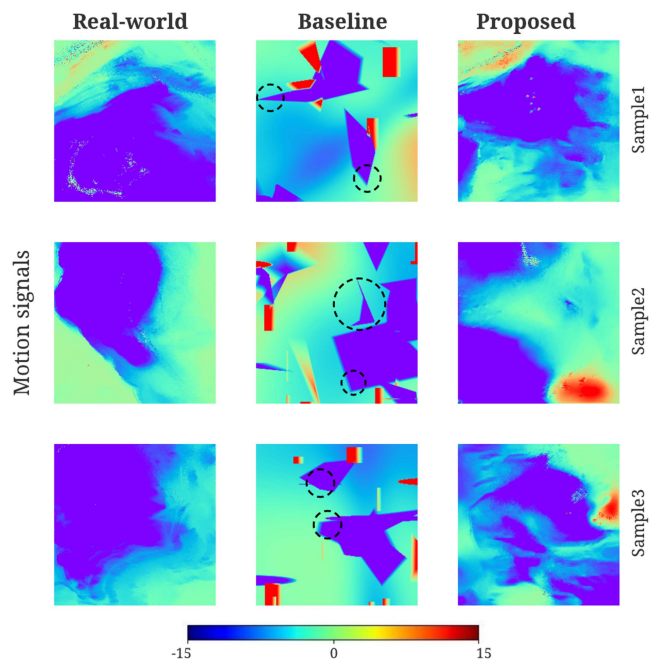 Real-world Baseline Proposed
Sample1
Motion signals
Sample2
Sample3
-15 0 15